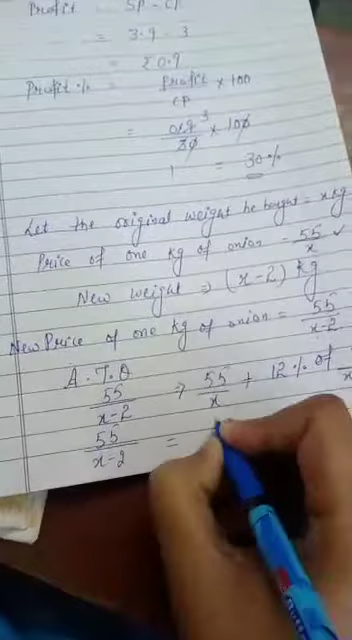 Profit = SP - CP
= 3.9 - 3
= ₹0.9
Profit % = Profit/CP × 100
= 0.9/30 × 100
= 30%
Let the original weight he bought = x kg
Price of one kg of onion = 55/x ✓
New weight ⇒ (x-2) kg
New Price of one kg of onion = 55/x-2
A.T.Q
55/x-2 ⇒ 55/x + 12% of
55/x-2 =